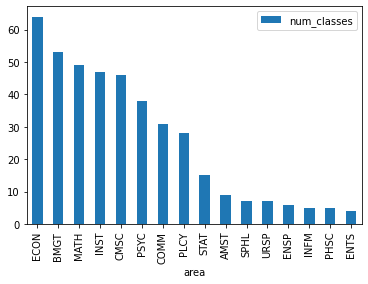 num_classes
60
50
40
30
20
10
0
ECON
BMGT
MATH
INST
CMSC
PSYC
COMM
PLCY
STAT
AMST
SPHL
URSP
ENSP
INFM
PHSC
ENTS
area